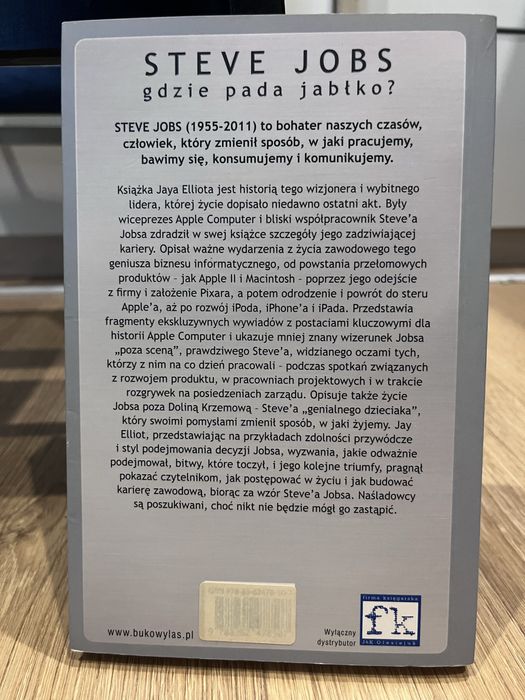 STEVE JOBS
gdzie pada jabłko?
STEVE JOBS (1955-2011) to bohater naszych czasów,
człowiek, który zmienił sposób, w jaki pracujemy,
bawimy się, konsumujemy i komunikujemy.
Książka Jaya Elliota jest historią tego wizjonera i wybitnego
lidera, której życie dopisało niedawno ostatni akt. Były
wiceprezes Apple Computer i bliski współpracownik Steve'a
Jobsa zdradził w swej książce szczegóły jego zadziwiającej
kariery. Opisał ważne wydarzenia z życia zawodowego tego
geniusza biznesu informatycznego, od powstania przełomowych
produktów – jak Apple II i Macintosh – poprzez jego odejście
z firmy i założenie Pixara, a potem odrodzenie i powrót do steru
Apple'a, aż po rozwój iPoda, iPhone'a i iPada. Przedstawia
fragmenty ekskluzywnych wywiadów z postaciami kluczowymi dla
historii Apple Computer i ukazuje mniej znany wizerunek Jobsa
„poza sceną”, prawdziwego Steve'a, widzianego oczami tych,
którzy z nim na co dzień pracowali – podczas spotkań związanych
z rozwojem produktu, w pracowniach projektowych i w trakcie
rozgrywek na posiedzeniach zarządu. Opisuje także życie
Jobsa poza Doliną Krzemową – Steve'a „genialnego dzieciaka”,
który swoimi pomysłami zmienił sposób, w jaki żyjemy. Jay
Elliot, przedstawiając na przykładach zdolności przywódcze
i styl podejmowania decyzji Jobsa, wyzwania, jakie odważnie
podejmował, bitwy, które toczył, i jego kolejne triumfy, pragnął
pokazać czytelnikom, jak postępować w życiu i jak budować
karierę zawodową, biorąc za wzór Steve'a Jobsa. Naśladowcy
są poszukiwani, choć nikt nie będzie mógł go zastąpić.
www.bukowylas.pl
Wyłączny
dystrybutor
firma księgarska
fk
J&K Olesiejuk